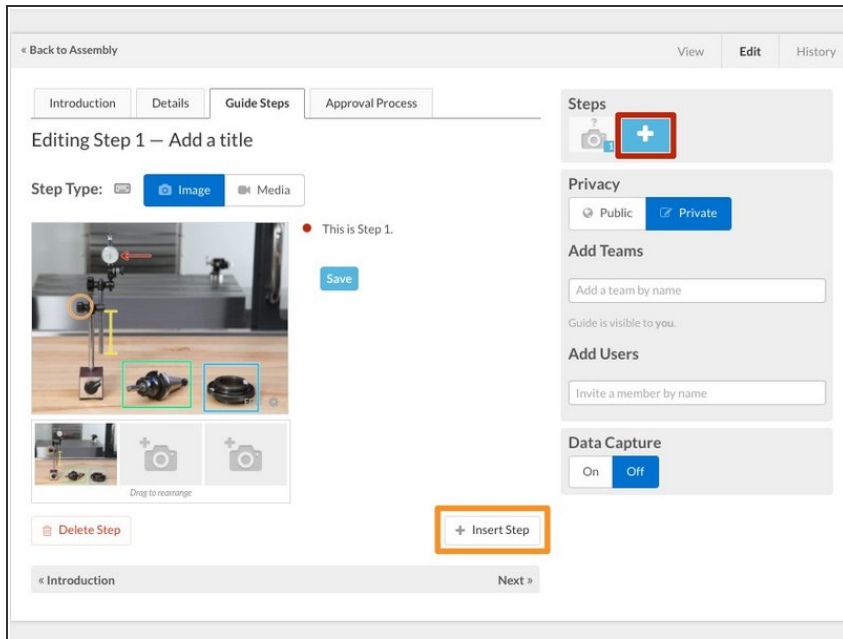 « Back to Assembly
View Edit History
Introduction Details Guide Steps Approval Process
Editing Step 1 — Add a title
Step Type: Image Media
This is Step 1.
Save
Drag to rearrange
Delete Step
+ Insert Step
« Introduction
Next »
Steps
?
1
+
Privacy
Public Private
Add Teams
Add a team by name
Guide is visible to you.
Add Users
Invite a member by name
Data Capture
On Off